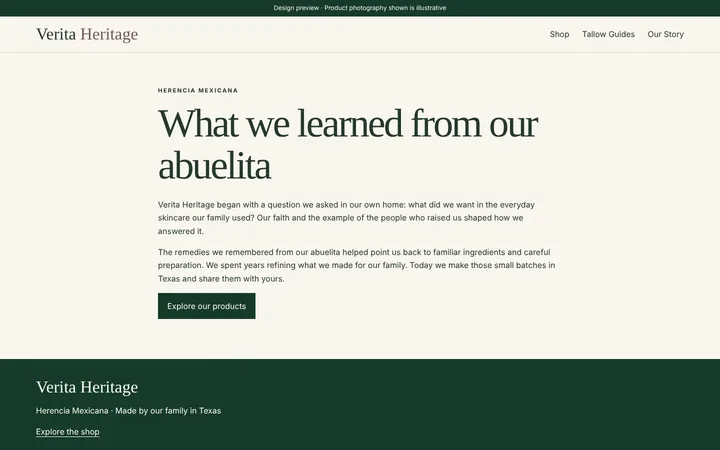 Design preview · Product photography shown is illustrative
Verita Heritage
Shop
Tallow Guides
Our Story
HERENCIA MEXICANA
What we learned from our
abuelita
Verita Heritage began with a question we asked in our own home: what did we want in the everyday
skincare our family used? Our faith and the example of the people who raised us shaped how we
answered it.
The remedies we remembered from our abuelita helped point us back to familiar ingredients and careful
preparation. We spent years refining what we made for our family. Today we make those small batches in
Texas and share them with yours.
Explore our products
Verita Heritage
Herencia Mexicana · Made by our family in Texas
Explore the shop